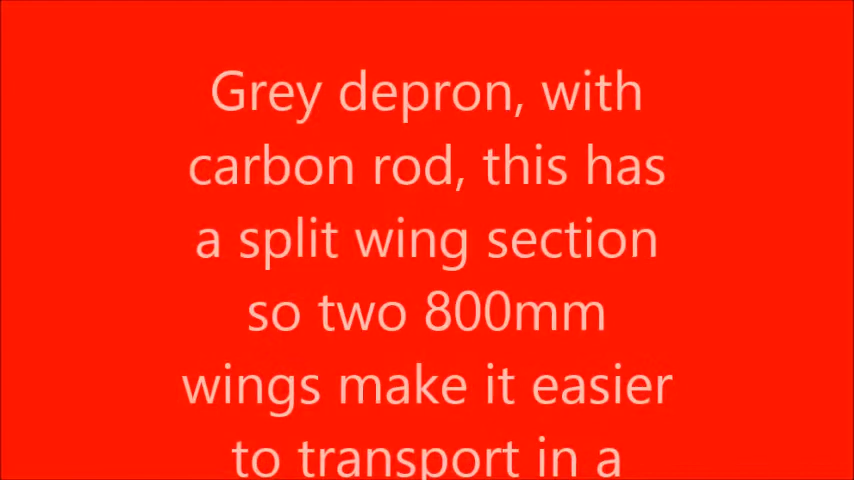 Grey depron, with
carbon rod, this has
a split wing section
so two 800mm
wings make it easier
to transport in a